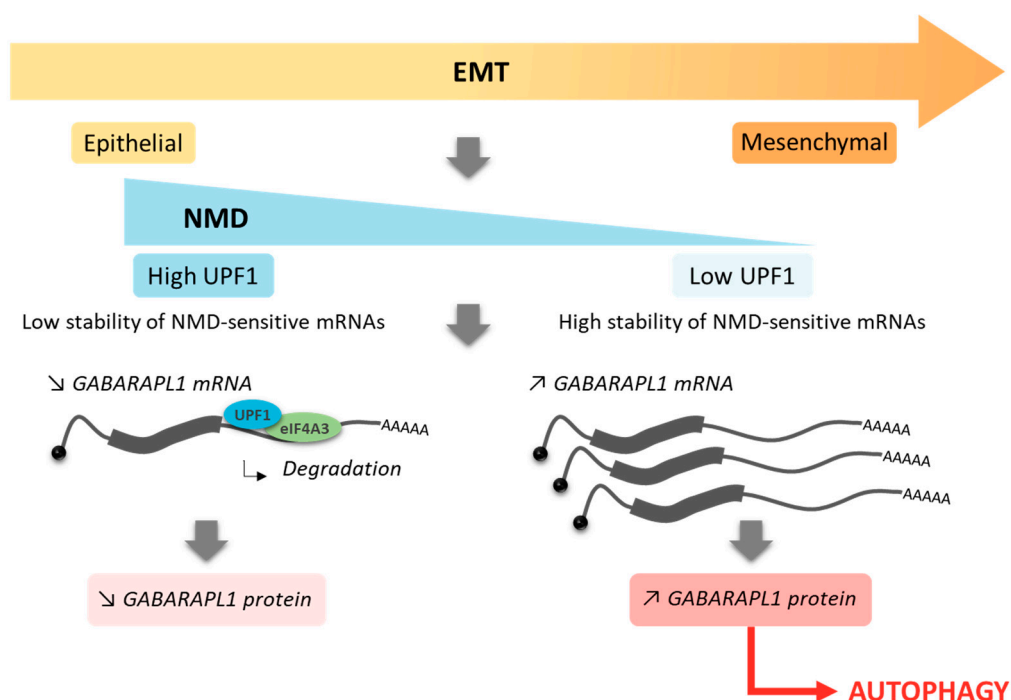 EMT
Epithelial
Mesenchymal
NMD
High UPF1
Low UPF1
Low stability of NMD-sensitive mRNAs
High stability of NMD-sensitive mRNAs
↘ GABARAPL1 mRNA
↗ GABARAPL1 mRNA
UPF1
eIF4A3
AAAAA
Degradation
AAAAA
AAAAA
AAAAA
↘ GABARAPL1 protein
↗ GABARAPL1 protein
AUTOPHAGY